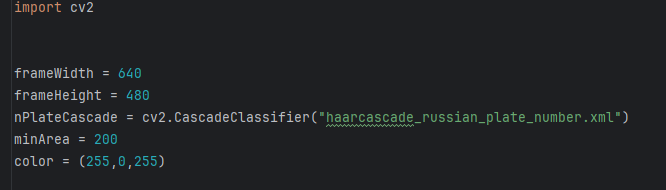 import cv2
frameWidth = 640
frameHeight = 480
nPlateCascade = cv2.CascadeClassifier("haarcascade_russian_plate_number.xml")
minArea = 200
color = (255,0,255)